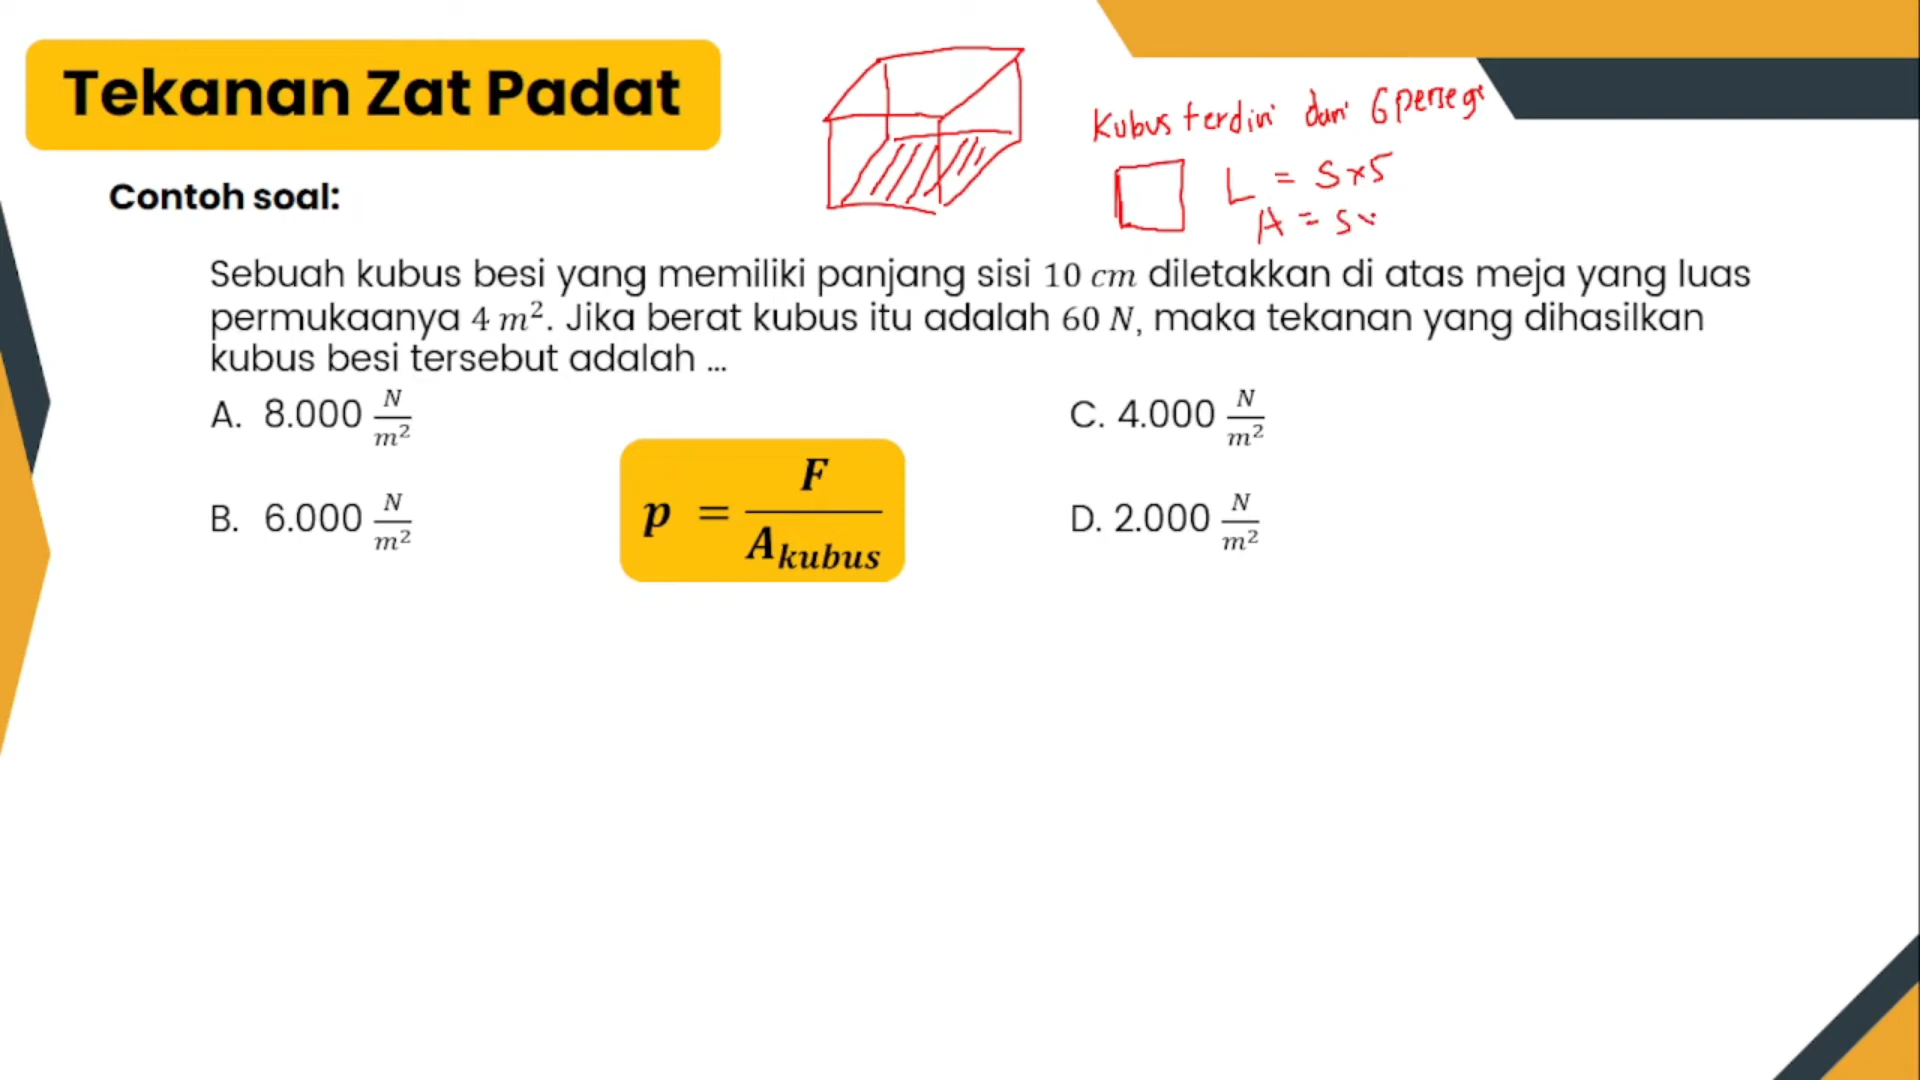 Tekanan Zat Padat
Kubus terdiri dari 6 persegi
L = S x S
A = S x
Contoh soal:
Sebuah kubus besi yang memiliki panjang sisi 10 cm diletakkan di atas meja yang luas
permukaanya 4 m². Jika berat kubus itu adalah 60 N, maka tekanan yang dihasilkan
kubus besi tersebut adalah ...
A. 8.000 N/m²
C. 4.000 N/m²
B. 6.000 N/m²
D. 2.000 N/m²
p = F/A_kubus